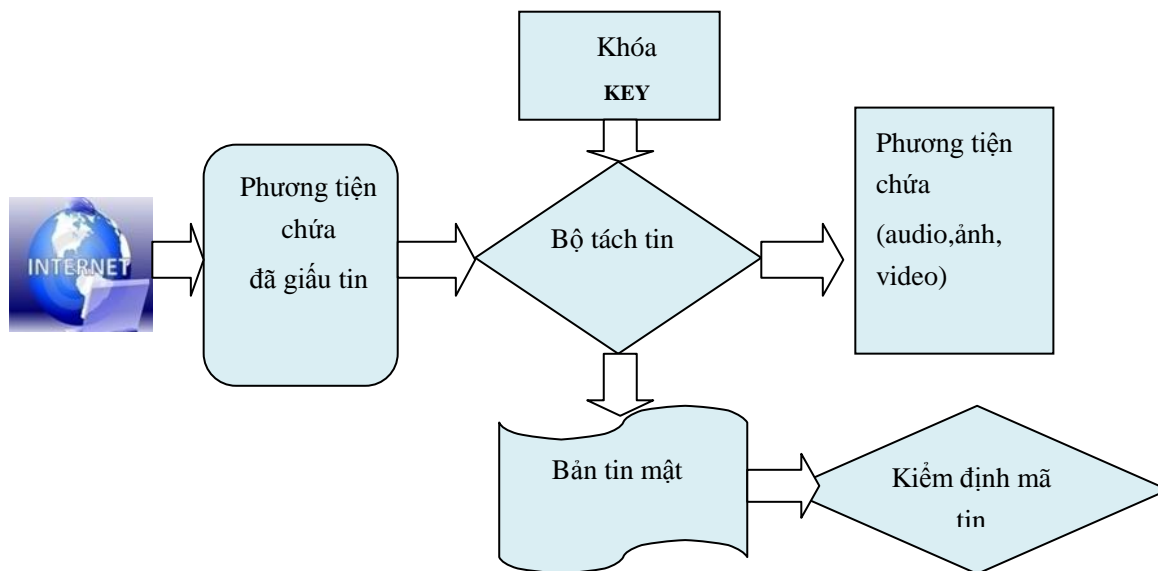 Khóa
KEY
Phương tiện
chứa
đã giấu tin
INTERNET
Bộ tách tin
Phương tiện
chứa
(audio,ảnh,
video)
Bản tin mật
Kiểm định mã
tin